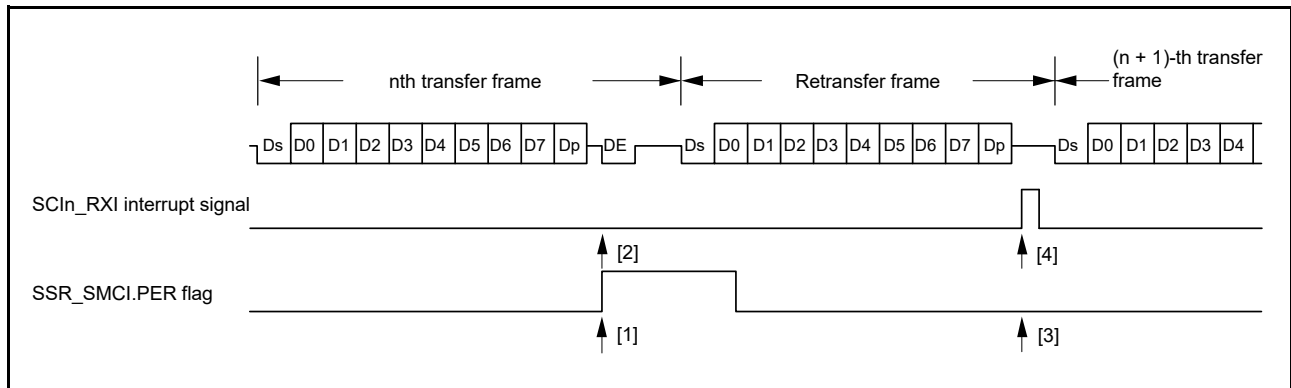 (n + 1)-th transfer
nth transfer frame Retransfer frame frame
Ds D0 D1 D2 D3 D4 D5 D6 D7 Dp DE Ds D0 D1 D2 D3 D4 D5 D6 D7 Dp Ds D0 D1 D2 D3 D4
SCIn_RXI interrupt signal
[2] [4]
SSR_SMCI.PER flag
[1] [3]